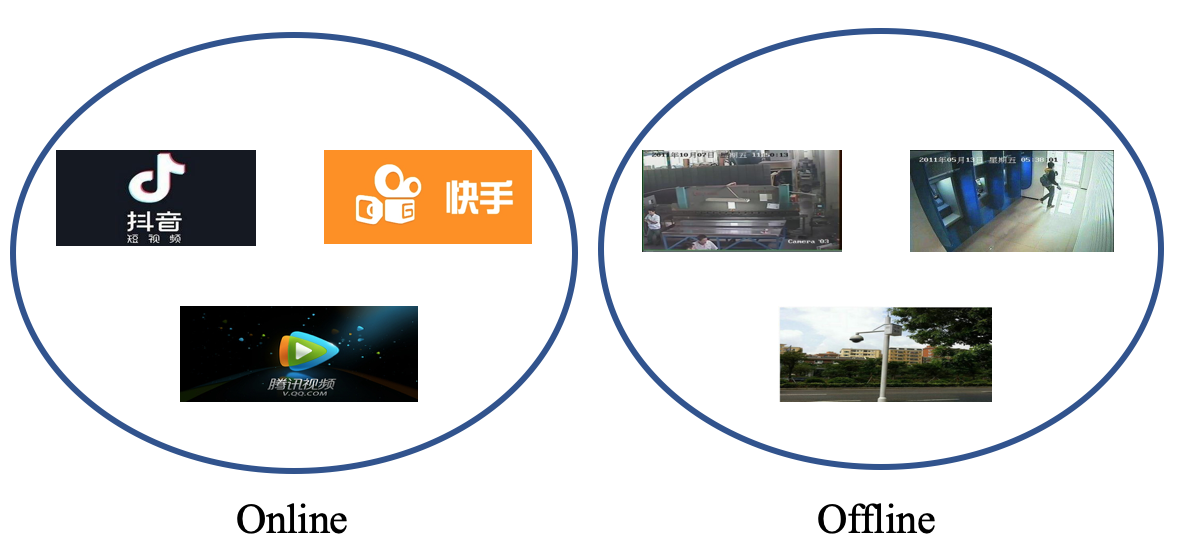 抖音
短视频
快手
腾讯视频
V.QQ.COM
2011年10月07日 星期五 11:50:13
Camera 03
2011年05月13日 星期五 05:38:01
Online
Offline